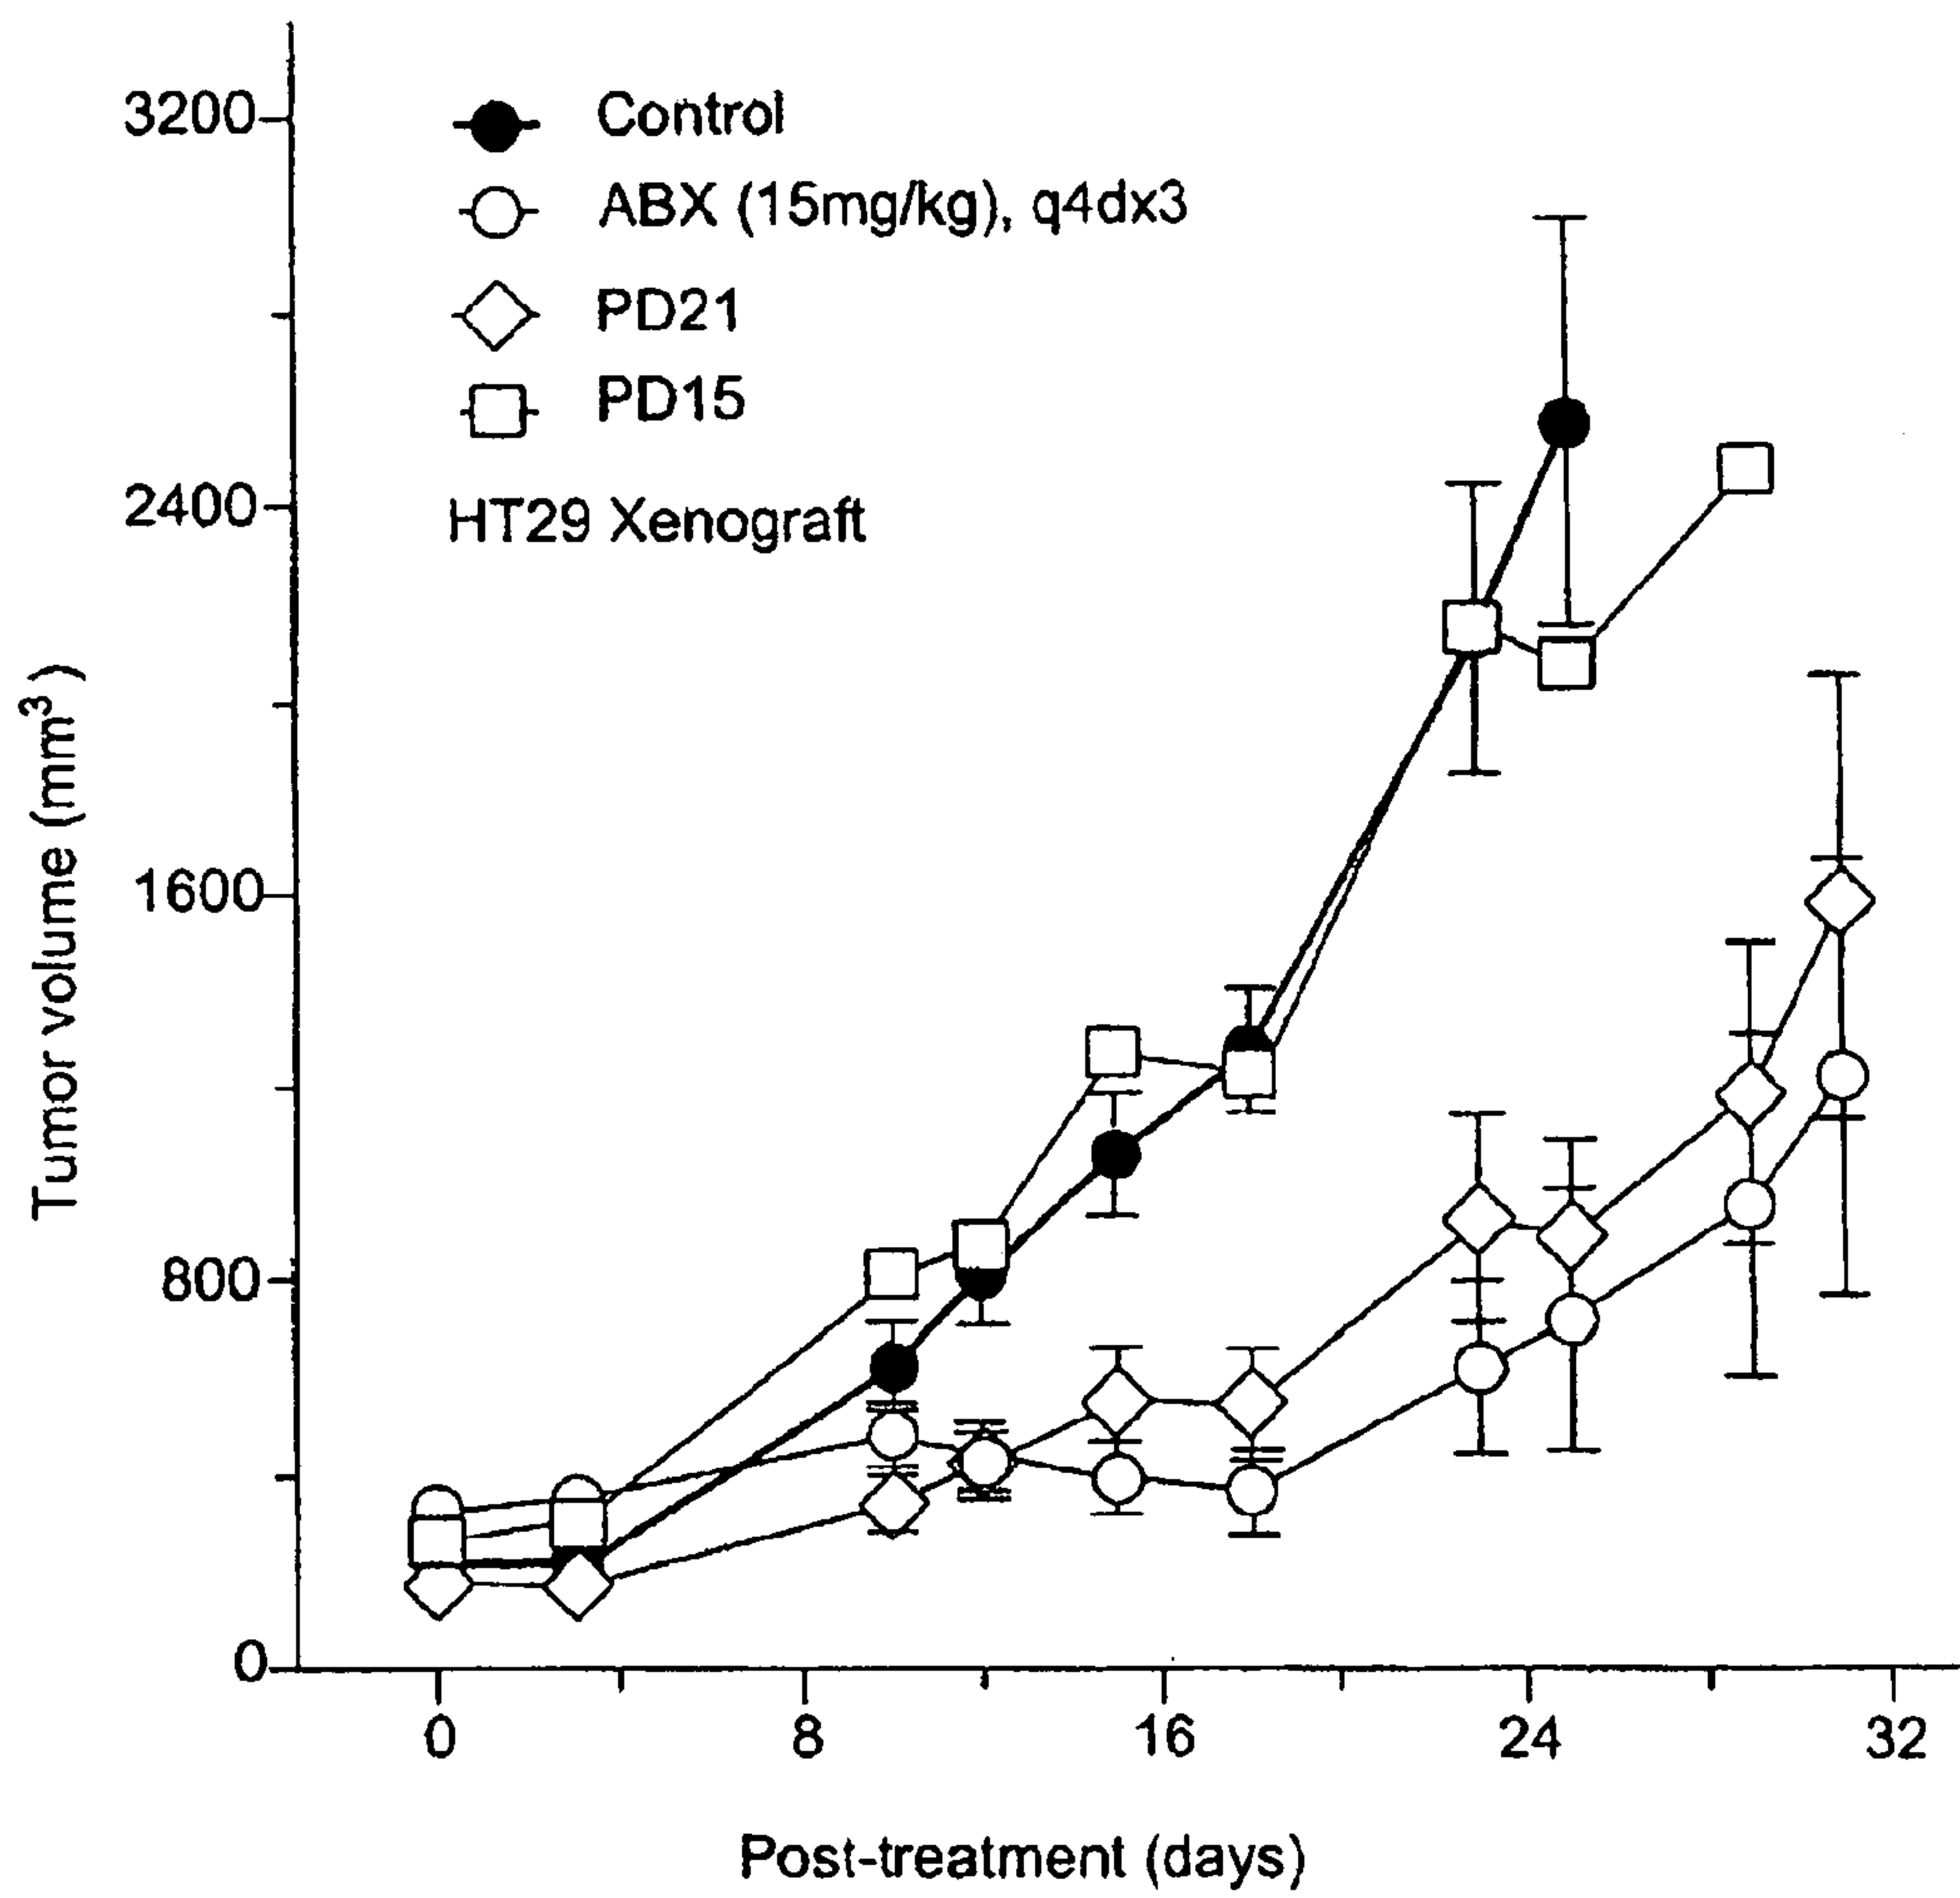 3200
Control
ABX (15mg/kg), q4dx3
PD21
PD15
2400
HT29 Xenograft
1600
800
0
Tumor volume (mm³)
0 8 16 24 32
Post-treatment (days)